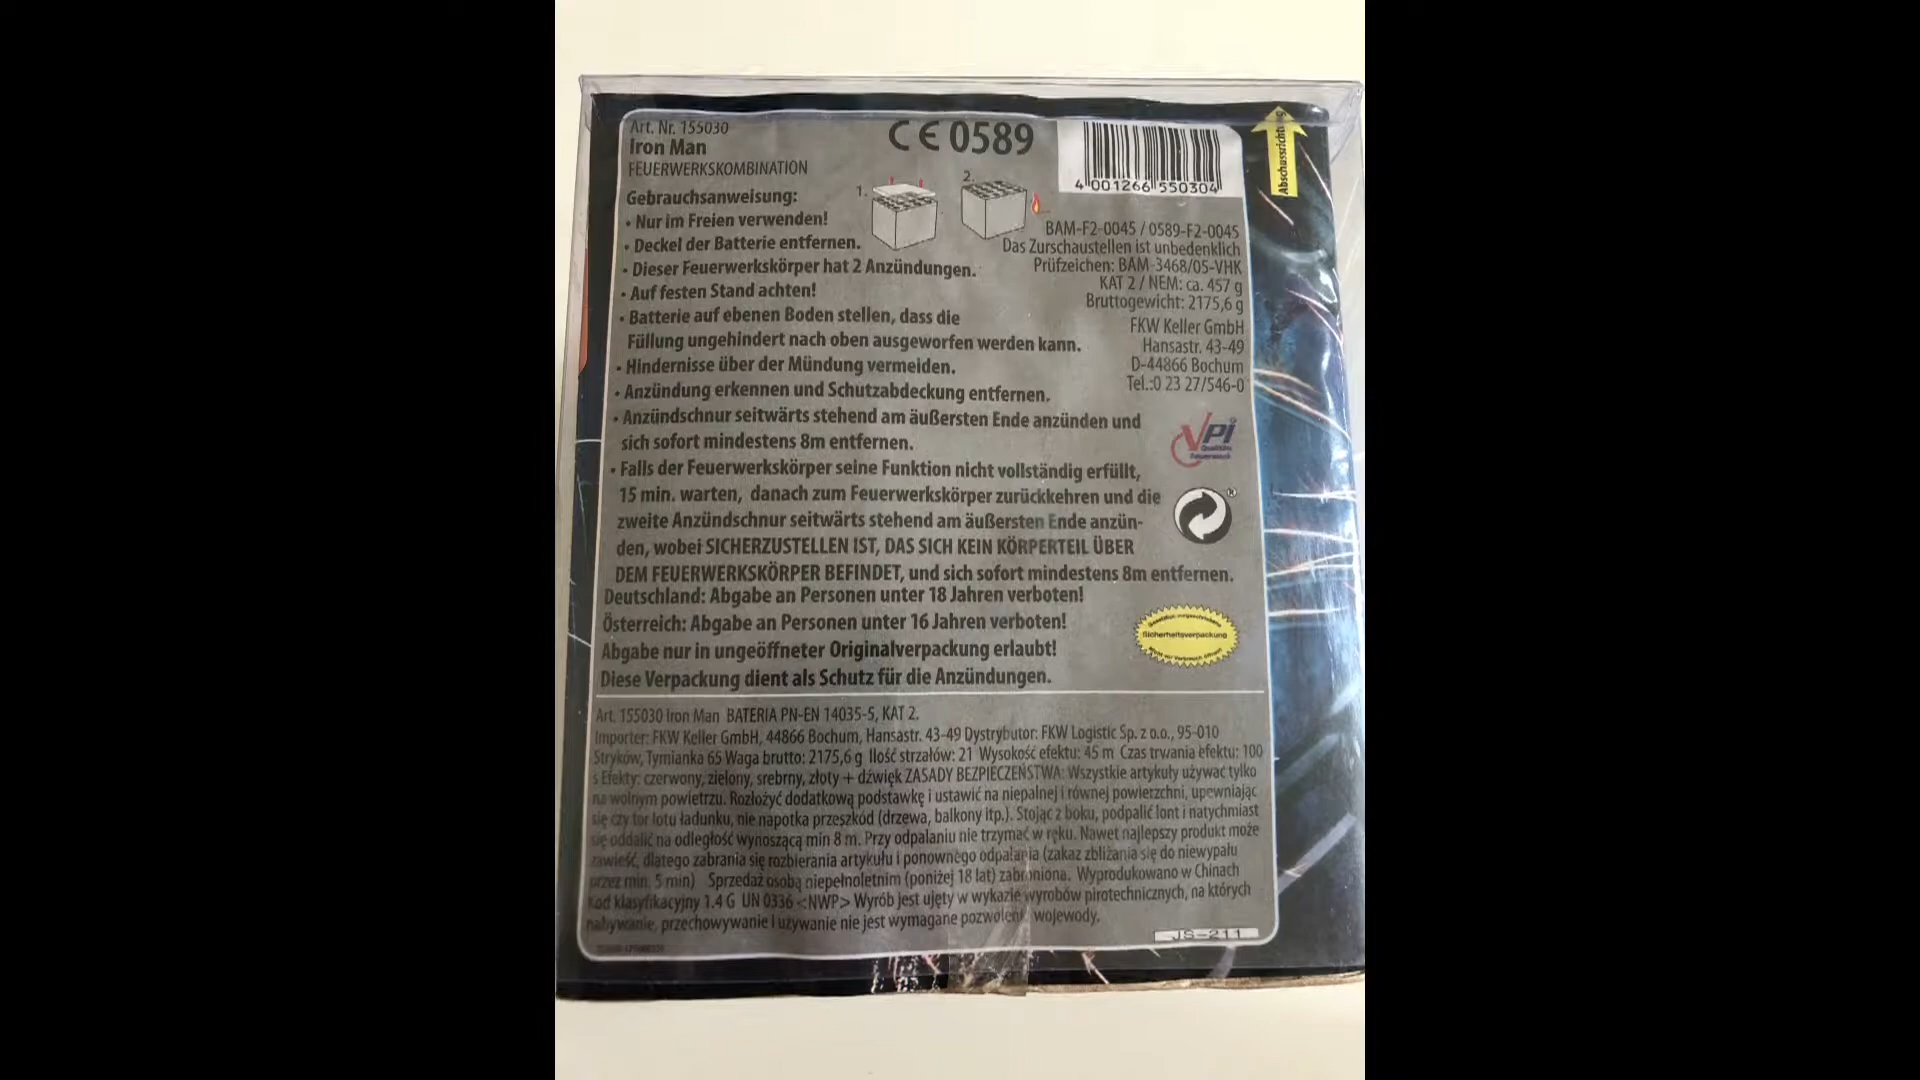 Art. Nr. 155030
Iron Man
FEUERWERKSKOMBINATION
CE 0589
4 001266 550304
Abschussrichtung
Gebrauchsanweisung:
1.
2.
• Nur im Freien verwenden!
• Deckel der Batterie entfernen.
• Dieser Feuerwerkskörper hat 2 Anzündungen.
• Auf festen Stand achten!
• Batterie auf ebenen Boden stellen, dass die
Füllung ungehindert nach oben ausgeworfen werden kann.
• Hindernisse über der Mündung vermeiden.
• Anzündung erkennen und Schutzabdeckung entfernen.
• Anzündschnur seitwärts stehend am äußersten Ende anzünden und
sich sofort mindestens 8m entfernen.
• Falls der Feuerwerkskörper seine Funktion nicht vollständig erfüllt,
15 min. warten, danach zum Feuerwerkskörper zurückkehren und die
zweite Anzündschnur seitwärts stehend am äußersten Ende anzün-
den, wobei SICHERZUSTELLEN IST, DAS SICH KEIN KÖRPERTEIL ÜBER
DEM FEUERWERKSKÖRPER BEFINDET, und sich sofort mindestens 8m entfernen.
Deutschland: Abgabe an Personen unter 18 Jahren verboten!
Österreich: Abgabe an Personen unter 16 Jahren verboten!
Abgabe nur in ungeöffneter Originalverpackung erlaubt!
Diese Verpackung dient als Schutz für die Anzündungen.
BAM-F2-0045 / 0589-F2-0045
Das Zurschaustellen ist unbedenklich
Prüfzeichen: BAM-3468/05-VHK
KAT 2 / NEM: ca. 457 g
Bruttogewicht: 2175,6 g
FKW Keller GmbH
Hansastr. 43-49
D-44866 Bochum
Tel.:0 23 27/546-0
VPi
Qualitäts
Feuerwerk
Sicherheitsverpackung
Art. 155030 Iron Man BATERIA PN-EN 14035-5, KAT 2.
Importer: FKW Keller GmbH, 44866 Bochum, Hansastr. 43-49 Dystrybutor: FKW Logistic Sp. z o.o., 95-010
Stryków, Tymianka 65 Waga brutto: 2175,6 g Ilość strzałów: 21 Wysokość efektu: 45 m Czas trwania efektu: 100
s Efekty: czerwony, zielony, srebrny, złoty + dźwięk ZASADY BEZPIECZEŃSTWA: Wszystkie artykuły używać tylko
na wolnym powietrzu. Rozłożyć dodatkową podstawkę i ustawić na niepalnej i równej powierzchni, upewniając
się czy tor lotu ładunku, nie napotka przeszkód (drzewa, balkony itp.). Stojąc z boku, podpalić lont i natychmiast
się oddalić na odległość wynoszącą min 8 m. Przy odpalaniu nie trzymać w ręku. Nawet najlepszy produkt może
zawieść, dlatego zabrania się rozbierania artykułu i ponownego odpalania (zakaz zbliżania się do niewypału
przez min. 5 min) Sprzedaż osobą niepełnoletnim (poniżej 18 lat) zabroniona. Wyprodukowano w Chinach
Kod klasyfikacyjny 1.4 G UN 0336 <NWP> Wyrób jest ujęty w wykazie wyrobów pirotechnicznych, na których
nabywanie, przechowywanie i używanie nie jest wymagane pozwolenie wojewody.
JS-211